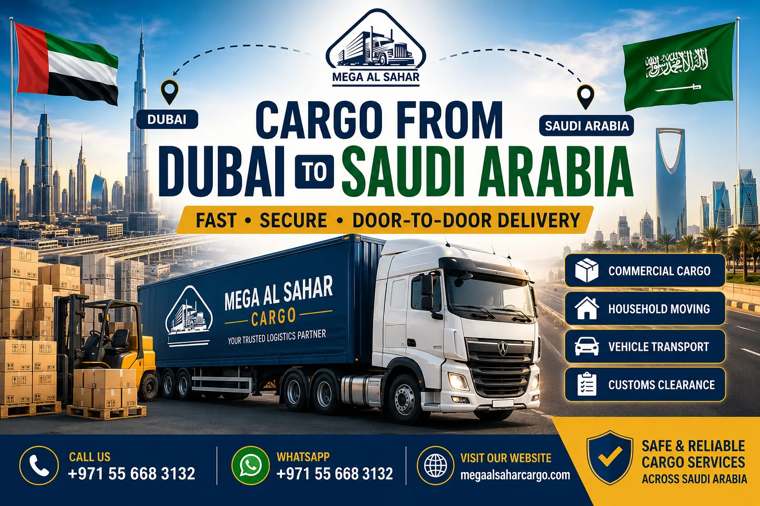 MEGA AL SAHAR
DUBAI
SAUDI ARABIA
CARGO FROM
DUBAI TO SAUDI ARABIA
FAST • SECURE • DOOR-TO-DOOR DELIVERY
MEGA AL SAHAR
CARGO
YOUR TRUSTED LOGISTICS PARTNER
COMMERCIAL CARGO
HOUSEHOLD MOVING
VEHICLE TRANSPORT
CUSTOMS CLEARANCE
CALL US
+971 55 668 3132
WHATSAPP
+971 55 668 3132
VISIT OUR WEBSITE
megaalsaharcargo.com
SAFE & RELIABLE
CARGO SERVICES
ACROSS SAUDI ARABIA